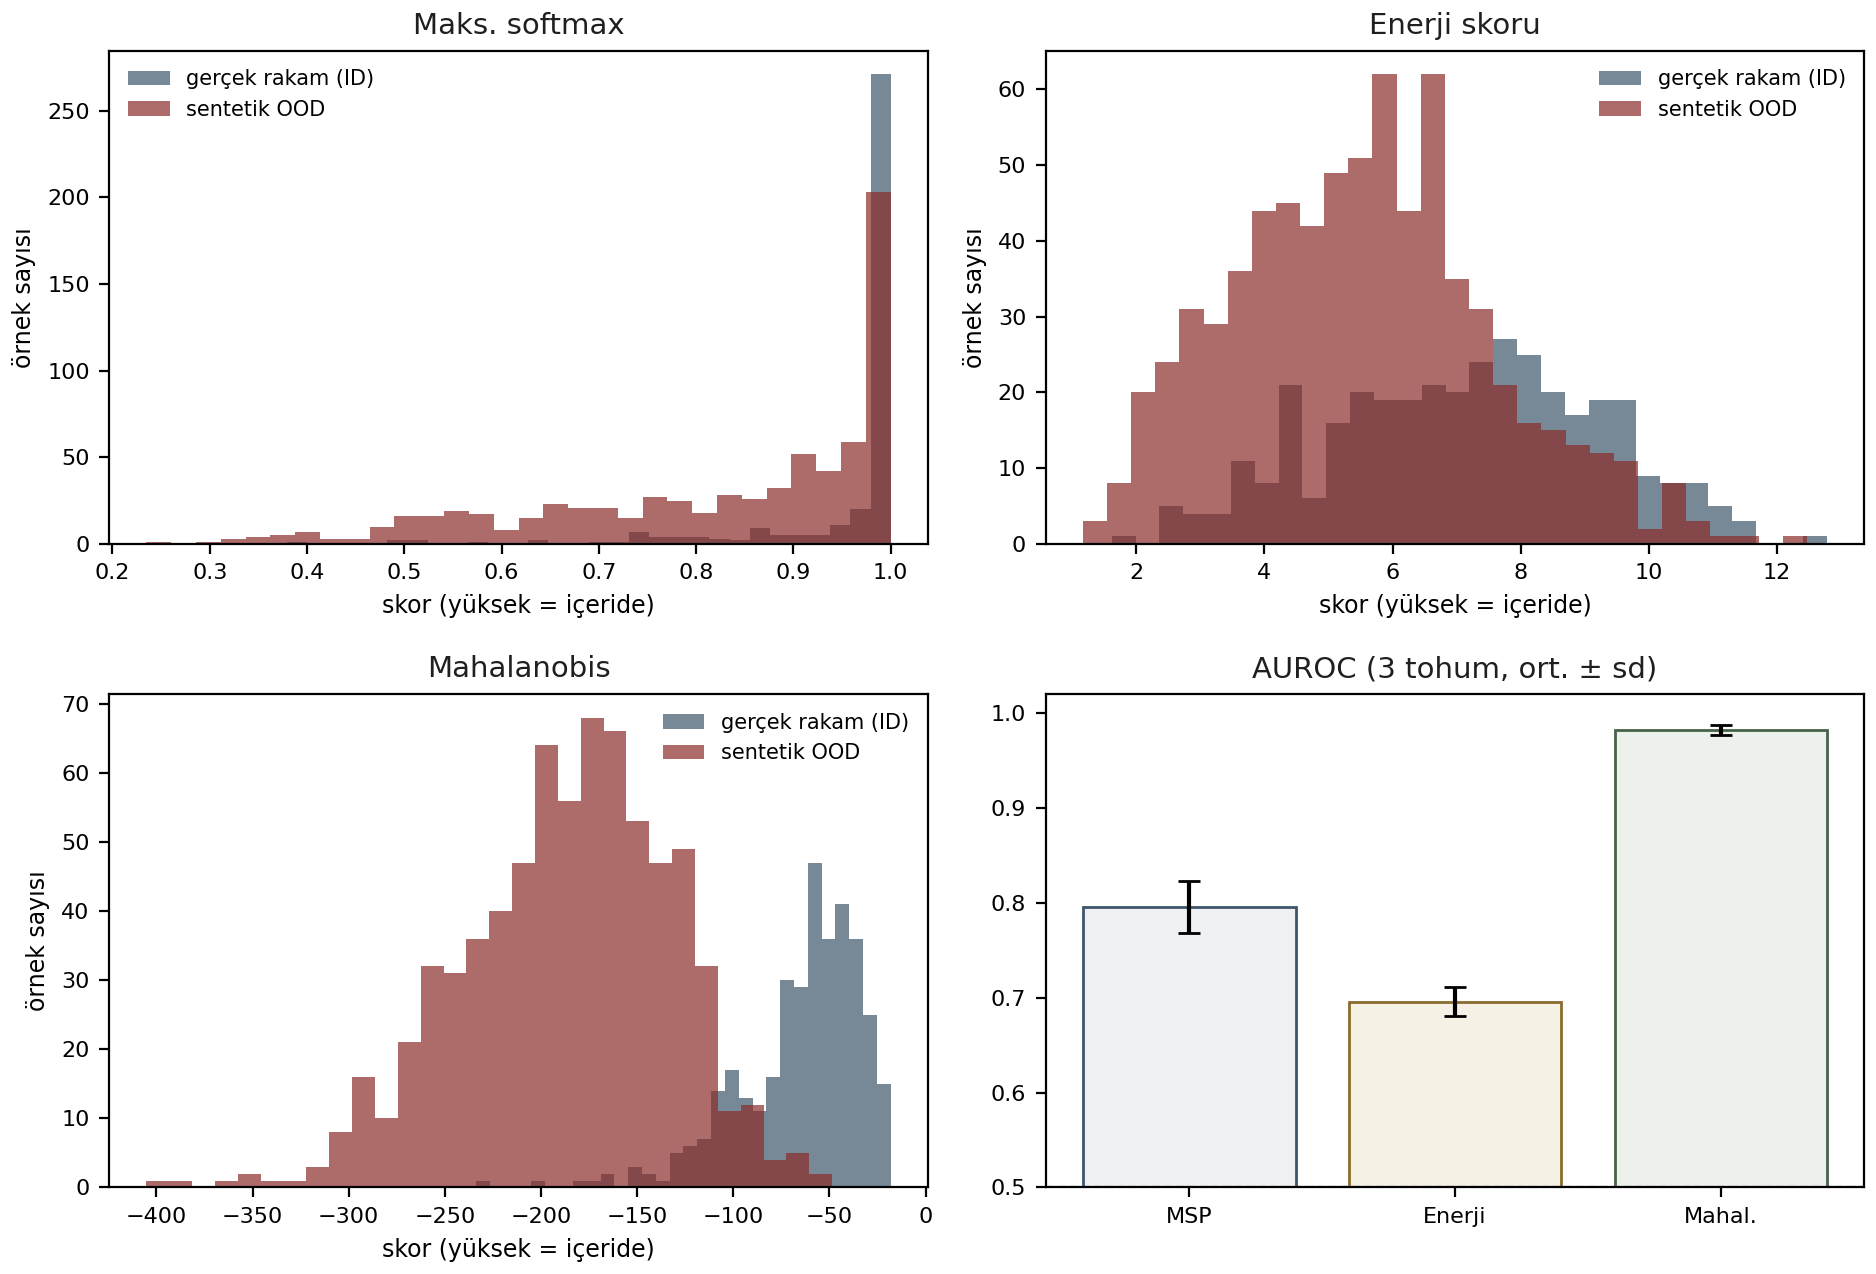 Maks. softmax
gerçek rakam (ID)
sentetik OOD
örnek sayısı
250
200
150
100
50
0
0.2 0.3 0.4 0.5 0.6 0.7 0.8 0.9 1.0
skor (yüksek = içeride)
Enerji skoru
gerçek rakam (ID)
sentetik OOD
örnek sayısı
60
50
40
30
20
10
0
2 4 6 8 10 12
skor (yüksek = içeride)
Mahalanobis
gerçek rakam (ID)
sentetik OOD
örnek sayısı
70
60
50
40
30
20
10
0
−400 −350 −300 −250 −200 −150 −100 −50 0
skor (yüksek = içeride)
AUROC (3 tohum, ort. ± sd)
1.0
0.9
0.8
0.7
0.6
0.5
MSP Enerji Mahal.